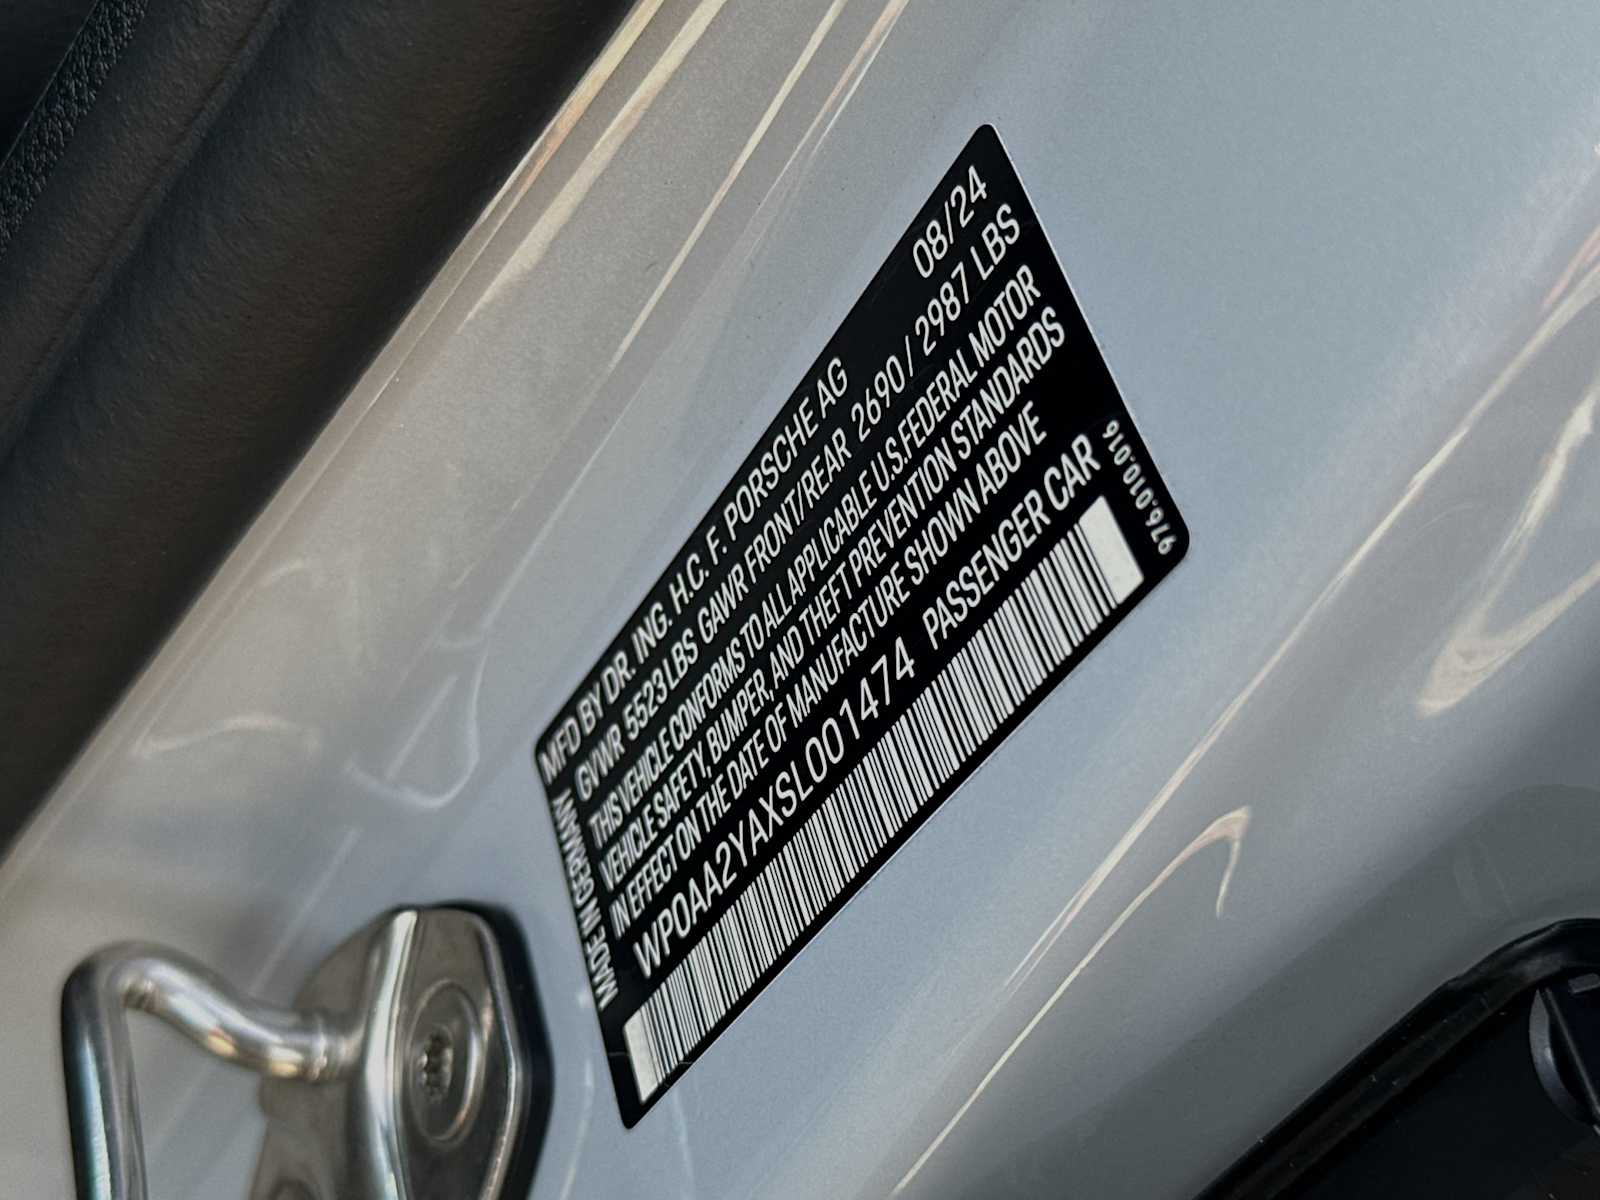 MFD BY DR. ING. H.C. F. PORSCHE AG 08/24
GVWR 5523 LBS GAWR FRONT/REAR 2690 / 2987 LBS
THIS VEHICLE CONFORMS TO ALL APPLICABLE U.S. FEDERAL MOTOR
VEHICLE SAFETY, BUMPER, AND THEFT PREVENTION STANDARDS
IN EFFECT ON THE DATE OF MANUFACTURE SHOWN ABOVE
WP0AA2YAXSL001474 PASSENGER CAR
MADE IN GERMANY
976.010.016